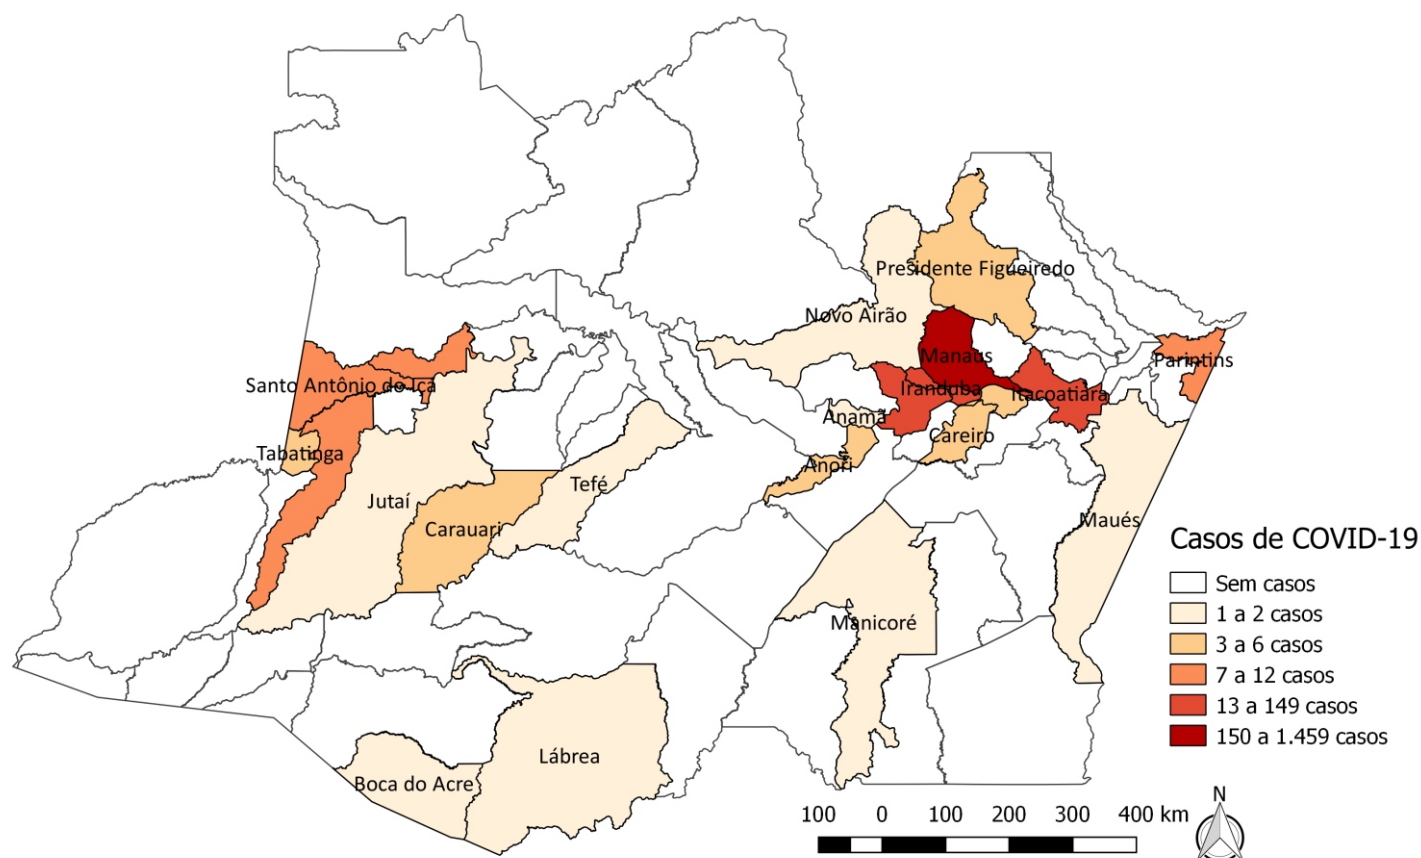 Presidente Figueiredo
Novo Airão
Manaus
Parintins
Santo Antônio do Içá
Iranduba
Itacoatiara
Anamã
Careiro
Tabatinga
Anori
Tefé
Jutaí
Carauari
Maués
Manicoré
Lábrea
Boca do Acre
Casos de COVID-19
Sem casos
1 a 2 casos
3 a 6 casos
7 a 12 casos
13 a 149 casos
150 a 1.459 casos
100 0 100 200 300 400 km
N